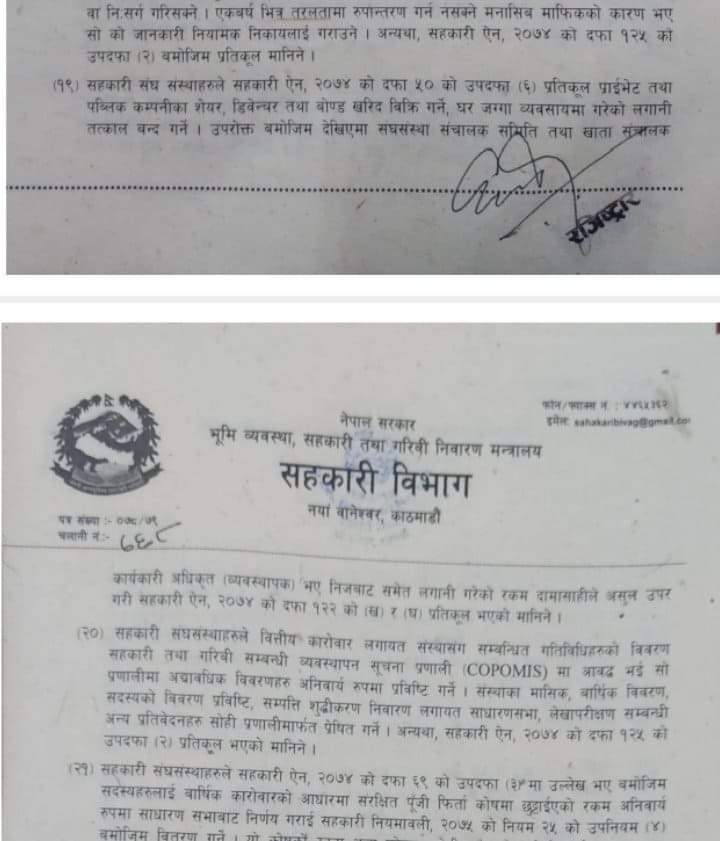 वा नि:सर्ग गरिसक्ने । एकवर्ष भित्र तरलतामा रुपान्तरण गर्न नसक्ने मनासिब माफिकको कारण भए
सो को जानकारी नियामक निकायलाई गराउने । अन्यथा, सहकारी ऐन, २०७४ को दफा १२५ को
उपदफा (२) बमोजिम प्रतिकूल मानिने ।
(१९) सहकारी संघ संस्थाहरुले सहकारी ऐन, २०७४ को दफा ५० को उपदफा (६) प्रतिकूल प्राईभेट तथा
पब्लिक कम्पनीका शेयर, डिबेन्चर तथा बोण्ड खरिद बिक्रि गर्ने, घर जग्गा व्यवसायमा गरेको लगानी
तत्काल बन्द गर्ने । उपरोक्त बमोजिम देखिएमा संघसंस्था संचालक समिति तथा खाता संचालक
रजिष्ट्रार
फोन/फ्याक्स नं. : ४४६५३६२
इमेल: sahakaribivag@gmail.co
नेपाल सरकार
भूमि व्यवस्था, सहकारी तथा गरिवी निवारण मन्त्रालय
सहकारी विभाग
नयाँ वानेश्वर, काठमाडौं
पत्र संख्या :- ०७८/७९
चलानी नं:- ७६८
कार्यकारी अधिकृत (व्यवस्थापक) भए निजबाट समेत लगानी गरेको रकम दामासाहीले असुल उपर
गरी सहकारी ऐन, २०७४ को दफा १२२ को (ख) र (घ) प्रतिकूल भएको मानिने ।
(२०) सहकारी संघसंस्थाहरुले वित्तीय कारोवार लगायत संस्थासंग सम्बन्धित गतिविधिहरुको विवरण
सहकारी तथा गरिवी सम्बन्धी व्यवस्थापन सूचना प्रणाली (COPOMIS) मा आवद्ध भई सो
प्रणालीमा अद्यावधिक विवरणहरु अनिवार्य रुपमा प्रविष्टि गर्ने । संस्थाका मासिक, बार्षिक विवरण,
सदस्यको विवरण प्रविष्टि, सम्पत्ति शुद्धीकरण निवारण लगायत साधारणसभा, लेखापरीक्षण सम्बन्धी
अन्य प्रतिवेदनहरु सोही प्रणालीमार्फत प्रेषित गर्ने । अन्यथा, सहकारी ऐन, २०७४ को दफा १२५ को
उपदफा (२) प्रतिकूल भएको मानिने ।
(२१) सहकारी संघसंस्थाहरुले सहकारी ऐन, २०७४ को दफा ६९ को उपदफा (३) मा उल्लेख भए बमोजिम
सदस्यहरुलाई बार्षिक कारोवारको आधारमा संरक्षित पूंजी फिर्ता कोषमा छुट्टाईएको रकम अनिवार्य
रुपमा साधारण सभाबाट निर्णय गराई सहकारी नियमावली, २०७५ को नियम २५ को उपनियम (४)
बमोजिम वितरण गर्ने ।